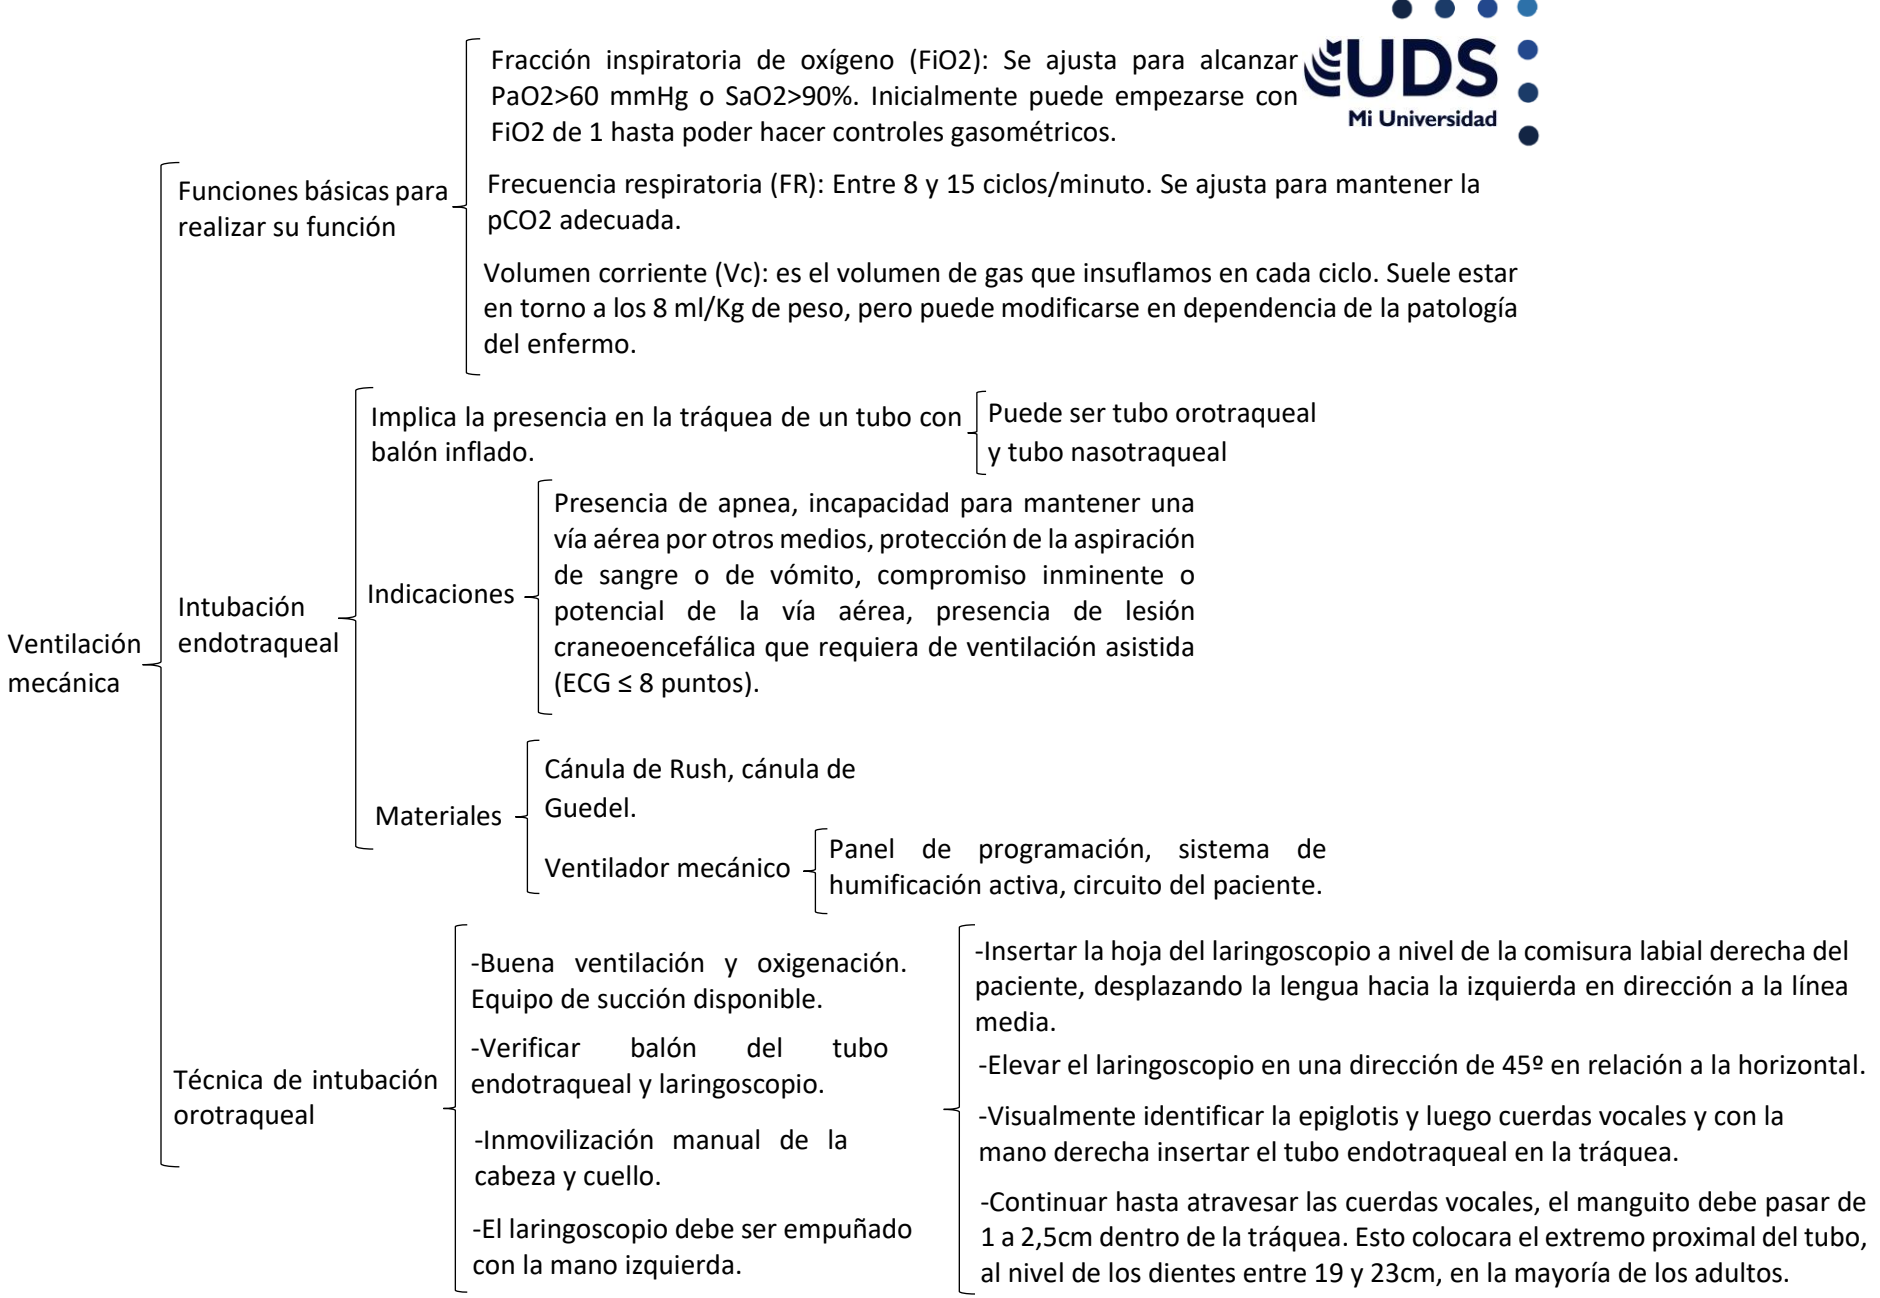 UDS
Mi Universidad
Fracción inspiratoria de oxígeno (FiO2): Se ajusta para alcanzar
PaO2>60 mmHg o SaO2>90%. Inicialmente puede empezarse con
FiO2 de 1 hasta poder hacer controles gasométricos.
Funciones básicas para
realizar su función
Frecuencia respiratoria (FR): Entre 8 y 15 ciclos/minuto. Se ajusta para mantener la
pCO2 adecuada.
Volumen corriente (Vc): es el volumen de gas que insuflamos en cada ciclo. Suele estar
en torno a los 8 ml/Kg de peso, pero puede modificarse en dependencia de la patología
del enfermo.
Ventilación
mecánica
Intubación
endotraqueal
Implica la presencia en la tráquea de un tubo con
balón inflado.
Puede ser tubo orotraqueal
y tubo nasotraqueal
Indicaciones
Presencia de apnea, incapacidad para mantener una
vía aérea por otros medios, protección de la aspiración
de sangre o de vómito, compromiso inminente o
potencial de la vía aérea, presencia de lesión
craneoencefálica que requiera de ventilación asistida
(ECG ≤ 8 puntos).
Materiales
Cánula de Rush, cánula de
Guedel.
Ventilador mecánico
Panel de programación, sistema de
humificación activa, circuito del paciente.
Técnica de intubación
orotraqueal
-Buena ventilación y oxigenación.
Equipo de succión disponible.
-Verificar balón del tubo
endotraqueal y laringoscopio.
-Inmovilización manual de la
cabeza y cuello.
-El laringoscopio debe ser empuñado
con la mano izquierda.
-Insertar la hoja del laringoscopio a nivel de la comisura labial derecha del
paciente, desplazando la lengua hacia la izquierda en dirección a la línea
media.
-Elevar el laringoscopio en una dirección de 45º en relación a la horizontal.
-Visualmente identificar la epiglotis y luego cuerdas vocales y con la
mano derecha insertar el tubo endotraqueal en la tráquea.
-Continuar hasta atravesar las cuerdas vocales, el manguito debe pasar de
1 a 2,5cm dentro de la tráquea. Esto colocara el extremo proximal del tubo,
al nivel de los dientes entre 19 y 23cm, en la mayoría de los adultos.